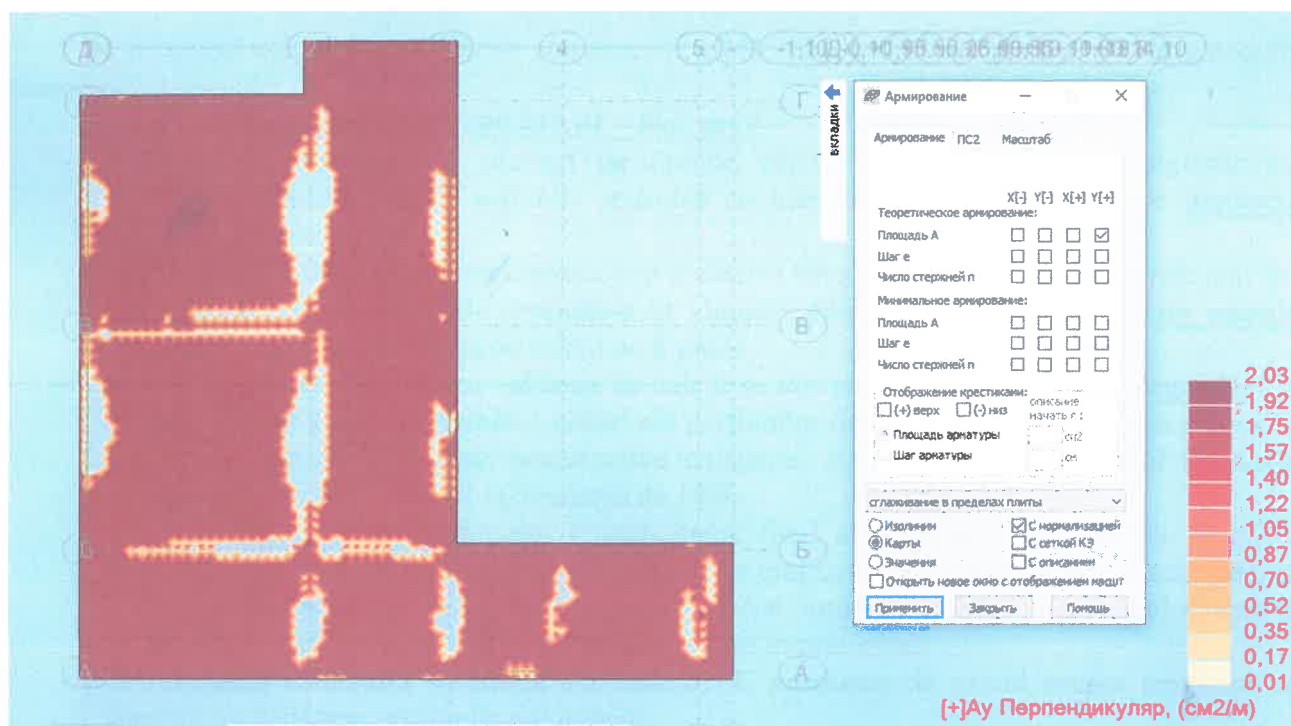 Д 2 4 5
Г
вкладки
Армирование
Армирование ПС2 Масштаб
X[-] Y[-] X[+] Y[+]
Теоретическое армирование:
Площадь A
Шаг e
Число стержней n
Минимальное армирование:
Площадь A
Шаг e
Число стержней n
Отображение крестиками:
(+) верх (-) низ
описание
начать с :
Площадь арматуры см2
Шаг арматуры см
сглаживание в пределах плиты
Изолинии С нормализацией
Карты С сеткой КЭ
Значения С описанием
Открыть новое окно с отображением масшт
Применить Закрыть Помощь
В
Б
Б
А
А
2,03
1,92
1,75
1,57
1,40
1,22
1,05
0,87
0,70
0,52
0,35
0,17
0,01
[+]Ay Перпендикуляр, (см2/м)